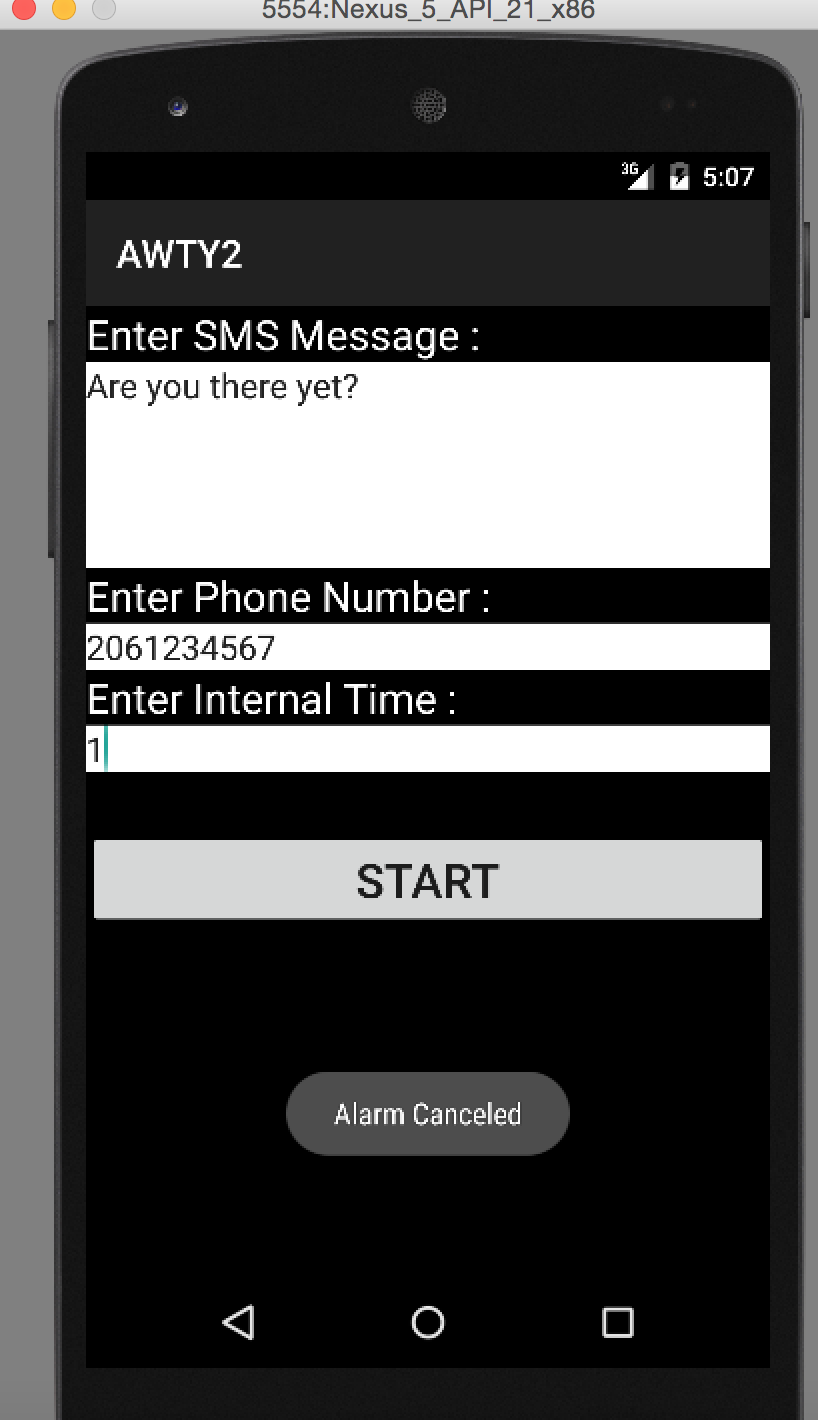 5554:Nexus_5_API_21_x86
3G 5:07
AWTY2
Enter SMS Message :
Are you there yet?
Enter Phone Number :
2061234567
Enter Internal Time :
1
START
Alarm Canceled